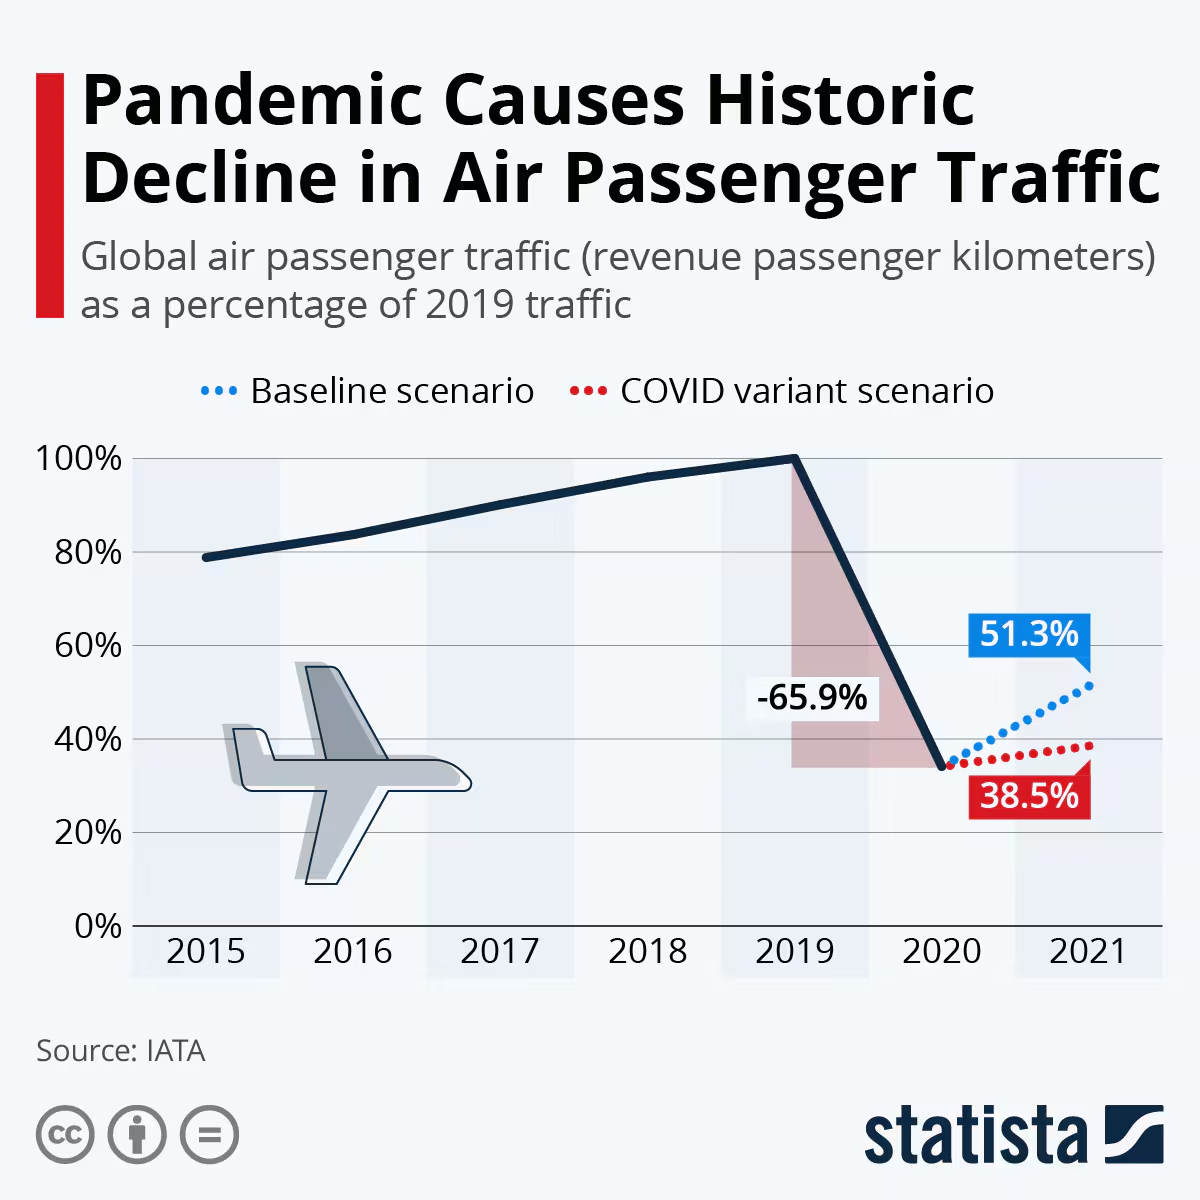 Pandemic Causes Historic
Decline in Air Passenger Traffic
Global air passenger traffic (revenue passenger kilometers)
as a percentage of 2019 traffic
Baseline scenario
COVID variant scenario
100%
80%
60%
40%
20%
0%
-65.9%
51.3%
38.5%
2015
2016
2017
2018
2019
2020
2021
Source: IATA
cc
statista